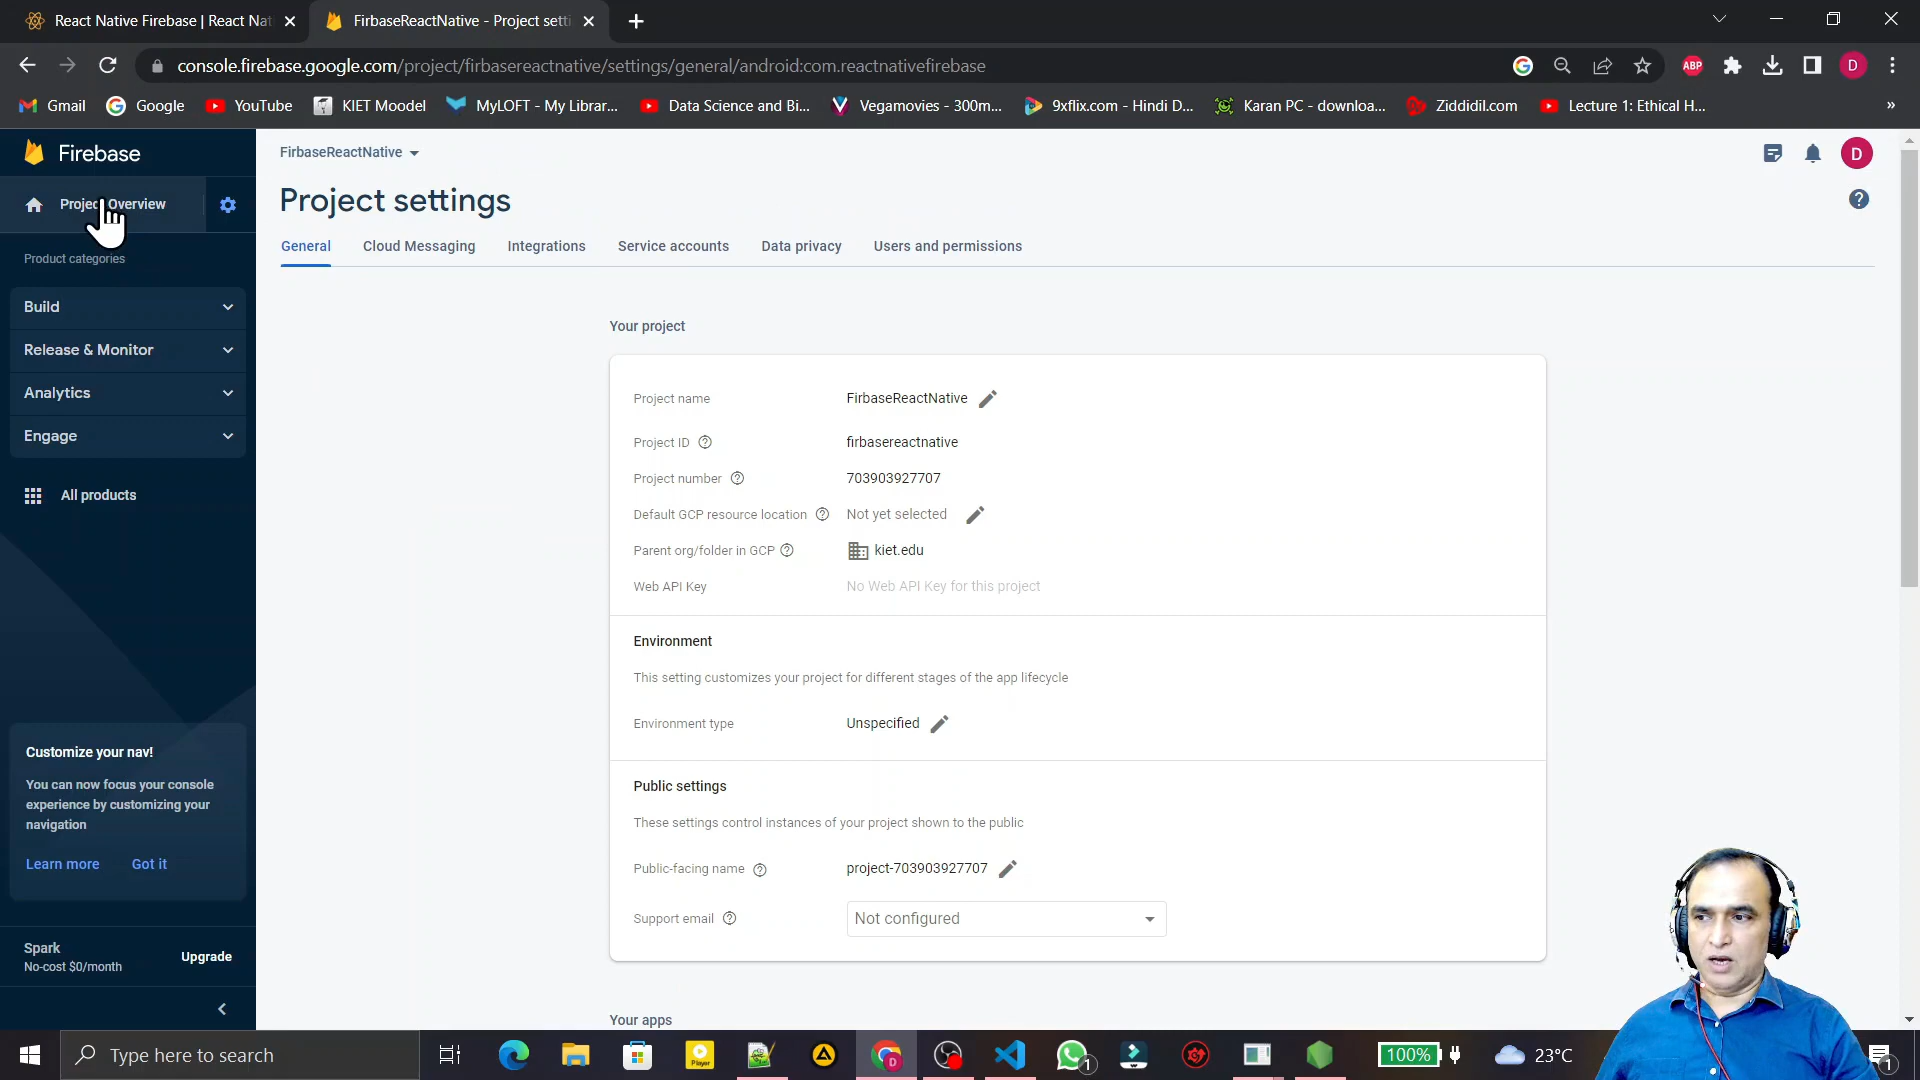 React Native Firebase | React Nat
FirbaseReactNative - Project setti
console.firebase.google.com/project/firbasereactnative/settings/general/android:com.reactnativefirebase
ABP
D
Gmail
Google
YouTube
KIET Moodel
MyLOFT - My Librar...
Data Science and Bi...
Vegamovies - 300m...
9xflix.com - Hindi D...
Karan PC - downloa...
Ziddidil.com
Lecture 1: Ethical H...
»
Firebase
FirbaseReactNative
D
Project Overview
Project settings
General
Cloud Messaging
Integrations
Service accounts
Data privacy
Users and permissions
Product categories
Build
Release & Monitor
Analytics
Engage
All products
Your project
Project name
FirbaseReactNative
Project ID
firbasereactnative
Project number
703903927707
Default GCP resource location
Not yet selected
Parent org/folder in GCP
kiet.edu
Web API Key
No Web API Key for this project
Environment
This setting customizes your project for different stages of the app lifecycle
Environment type
Unspecified
Public settings
These settings control instances of your project shown to the public
Public-facing name
project-703903927707
Support email
Not configured
Your apps
Customize your nav!
You can now focus your console
experience by customizing your
navigation
Learn more
Got it
Spark
No-cost $0/month
Upgrade
Type here to search
Player
D
1
100%
23°C
1